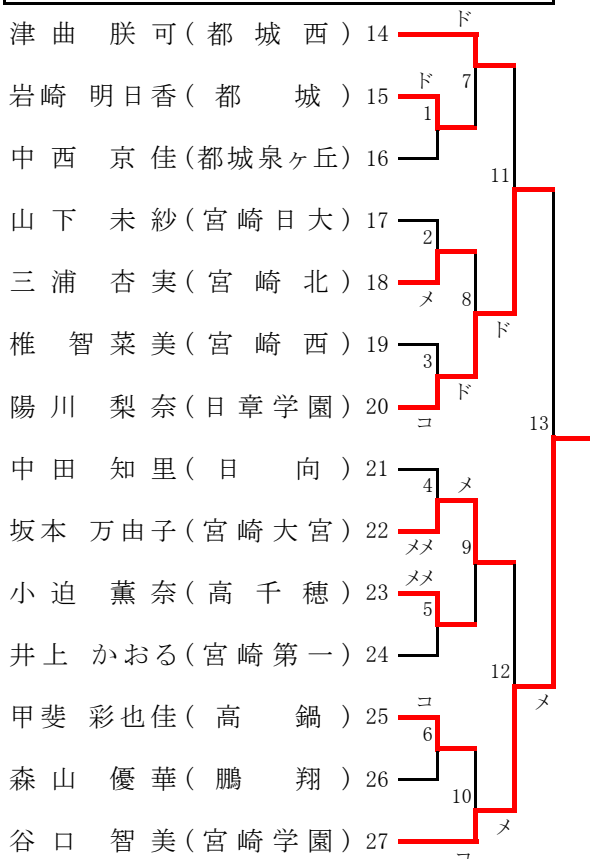 ド
津曲 朕可(都城西) 14
7
岩崎 明日香(都城) 15
ド
1
中西 京佳(都城泉ヶ丘) 16
11
山下 未紗(宮崎日大) 17
2
三浦 杏実(宮崎北) 18
メ
8
ド
椎 智菜美(宮崎西) 19
3
ド
陽川 梨奈(日章学園) 20
コ
13
中田 知里(日向) 21
4
メ
坂本 万由子(宮崎大宮) 22
メメ
9
メメ
小迫 薫奈(高千穂) 23
5
井上 かおる(宮崎第一) 24
12
メ
コ
甲斐 彩也佳(高鍋) 25
6
森山 優華(鵬翔) 26
10
メ
谷口 智美(宮崎学園) 27